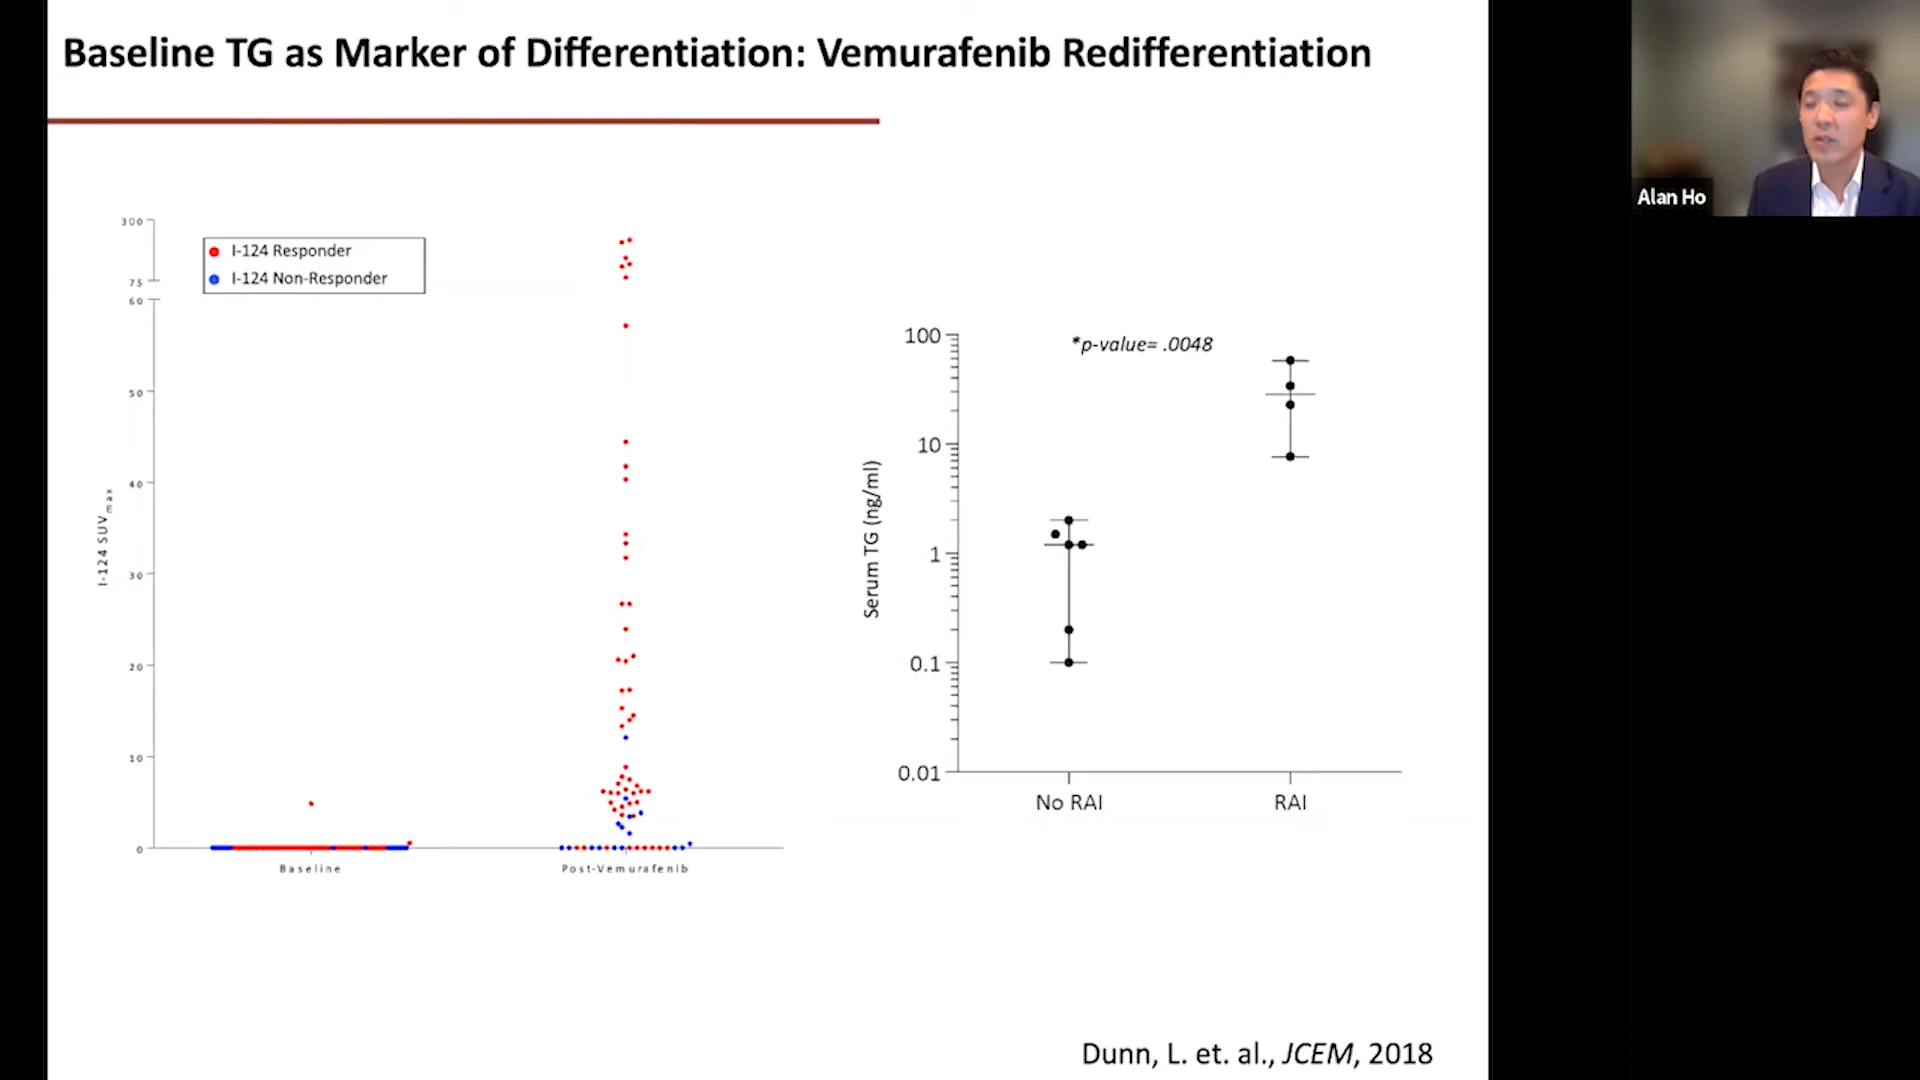 Baseline TG as Marker of Differentiation: Vemurafenib Redifferentiation
Alan Ho
300
75
60
50
40
30
20
10
0
I-124 SUVmax
I-124 Responder
I-124 Non-Responder
Baseline
Post-Vemurafenib
*p-value= .0048
100
10
1
0.1
0.01
Serum TG (ng/ml)
No RAI
RAI
Dunn, L. et. al., JCEM, 2018